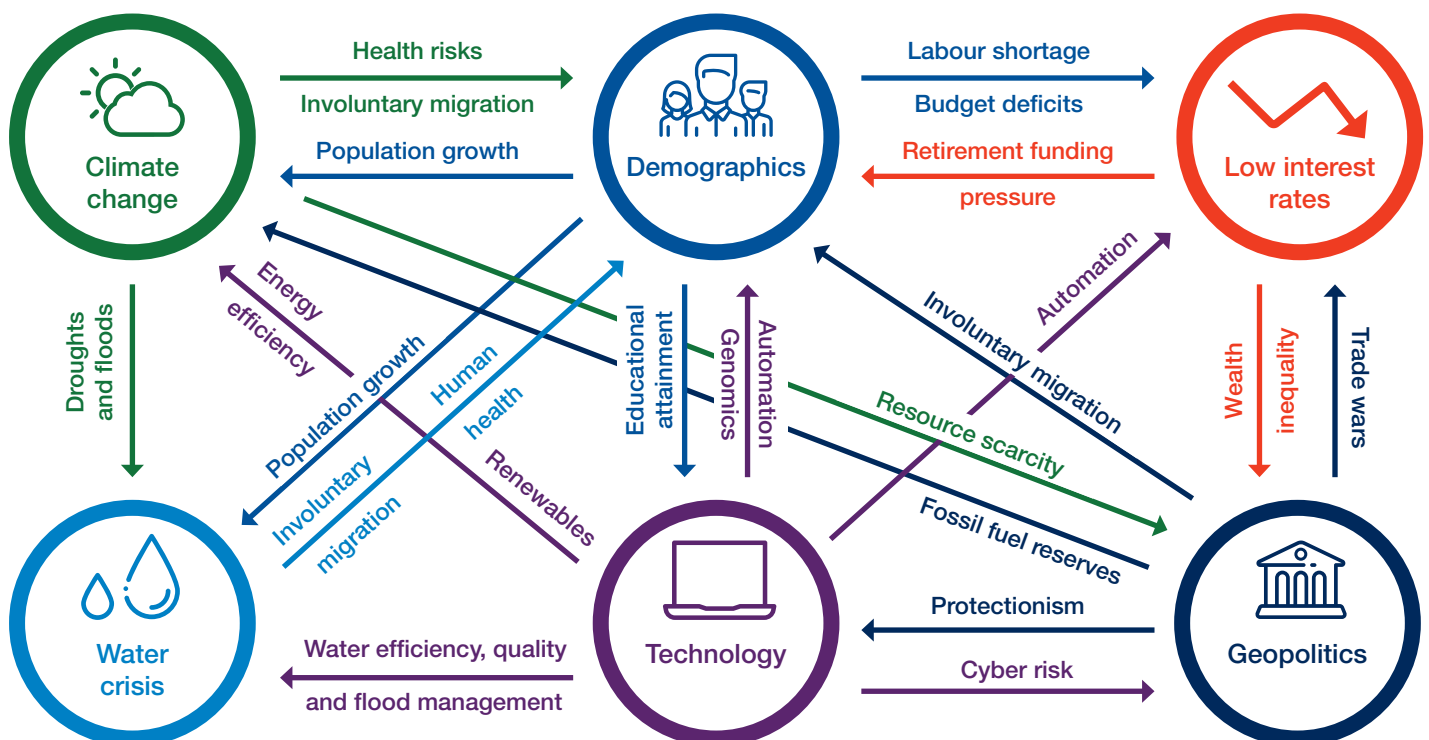 Health risks
Involuntary migration
Population growth
Labour shortage
Budget deficits
Retirement funding
pressure
Climate
change
Demographics
Low interest
rates
Energy
efficiency
Renewables
Droughts
and floods
Population growth
Human
health
Involuntary
migration
Educational
attainment
Automation
Genomics
Automation
Involuntary migration
Resource scarcity
Fossil fuel reserves
Wealth
inequality
Trade wars
Water
crisis
Water efficiency, quality
and flood management
Technology
Protectionism
Cyber risk
Geopolitics